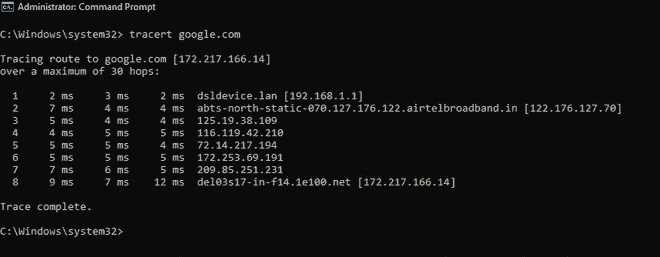 Administrator: Command Prompt
C:\Windows\system32> tracert google.com
Tracing route to google.com [172.217.166.14]
over a maximum of 30 hops:
1 2 ms 3 ms 2 ms dsldevice.lan [192.168.1.1]
2 7 ms 4 ms 4 ms abts-north-static-070.127.176.122.airtelbroadband.in [122.176.127.70]
3 5 ms 4 ms 4 ms 125.19.38.109
4 4 ms 5 ms 5 ms 116.119.42.210
5 5 ms 5 ms 4 ms 72.14.217.194
6 6 ms 5 ms 5 ms 172.253.69.191
7 7 ms 6 ms 5 ms 209.85.251.231
8 9 ms 7 ms 12 ms del03s17-in-f14.1e100.net [172.217.166.14]
Trace complete.
C:\Windows\system32>